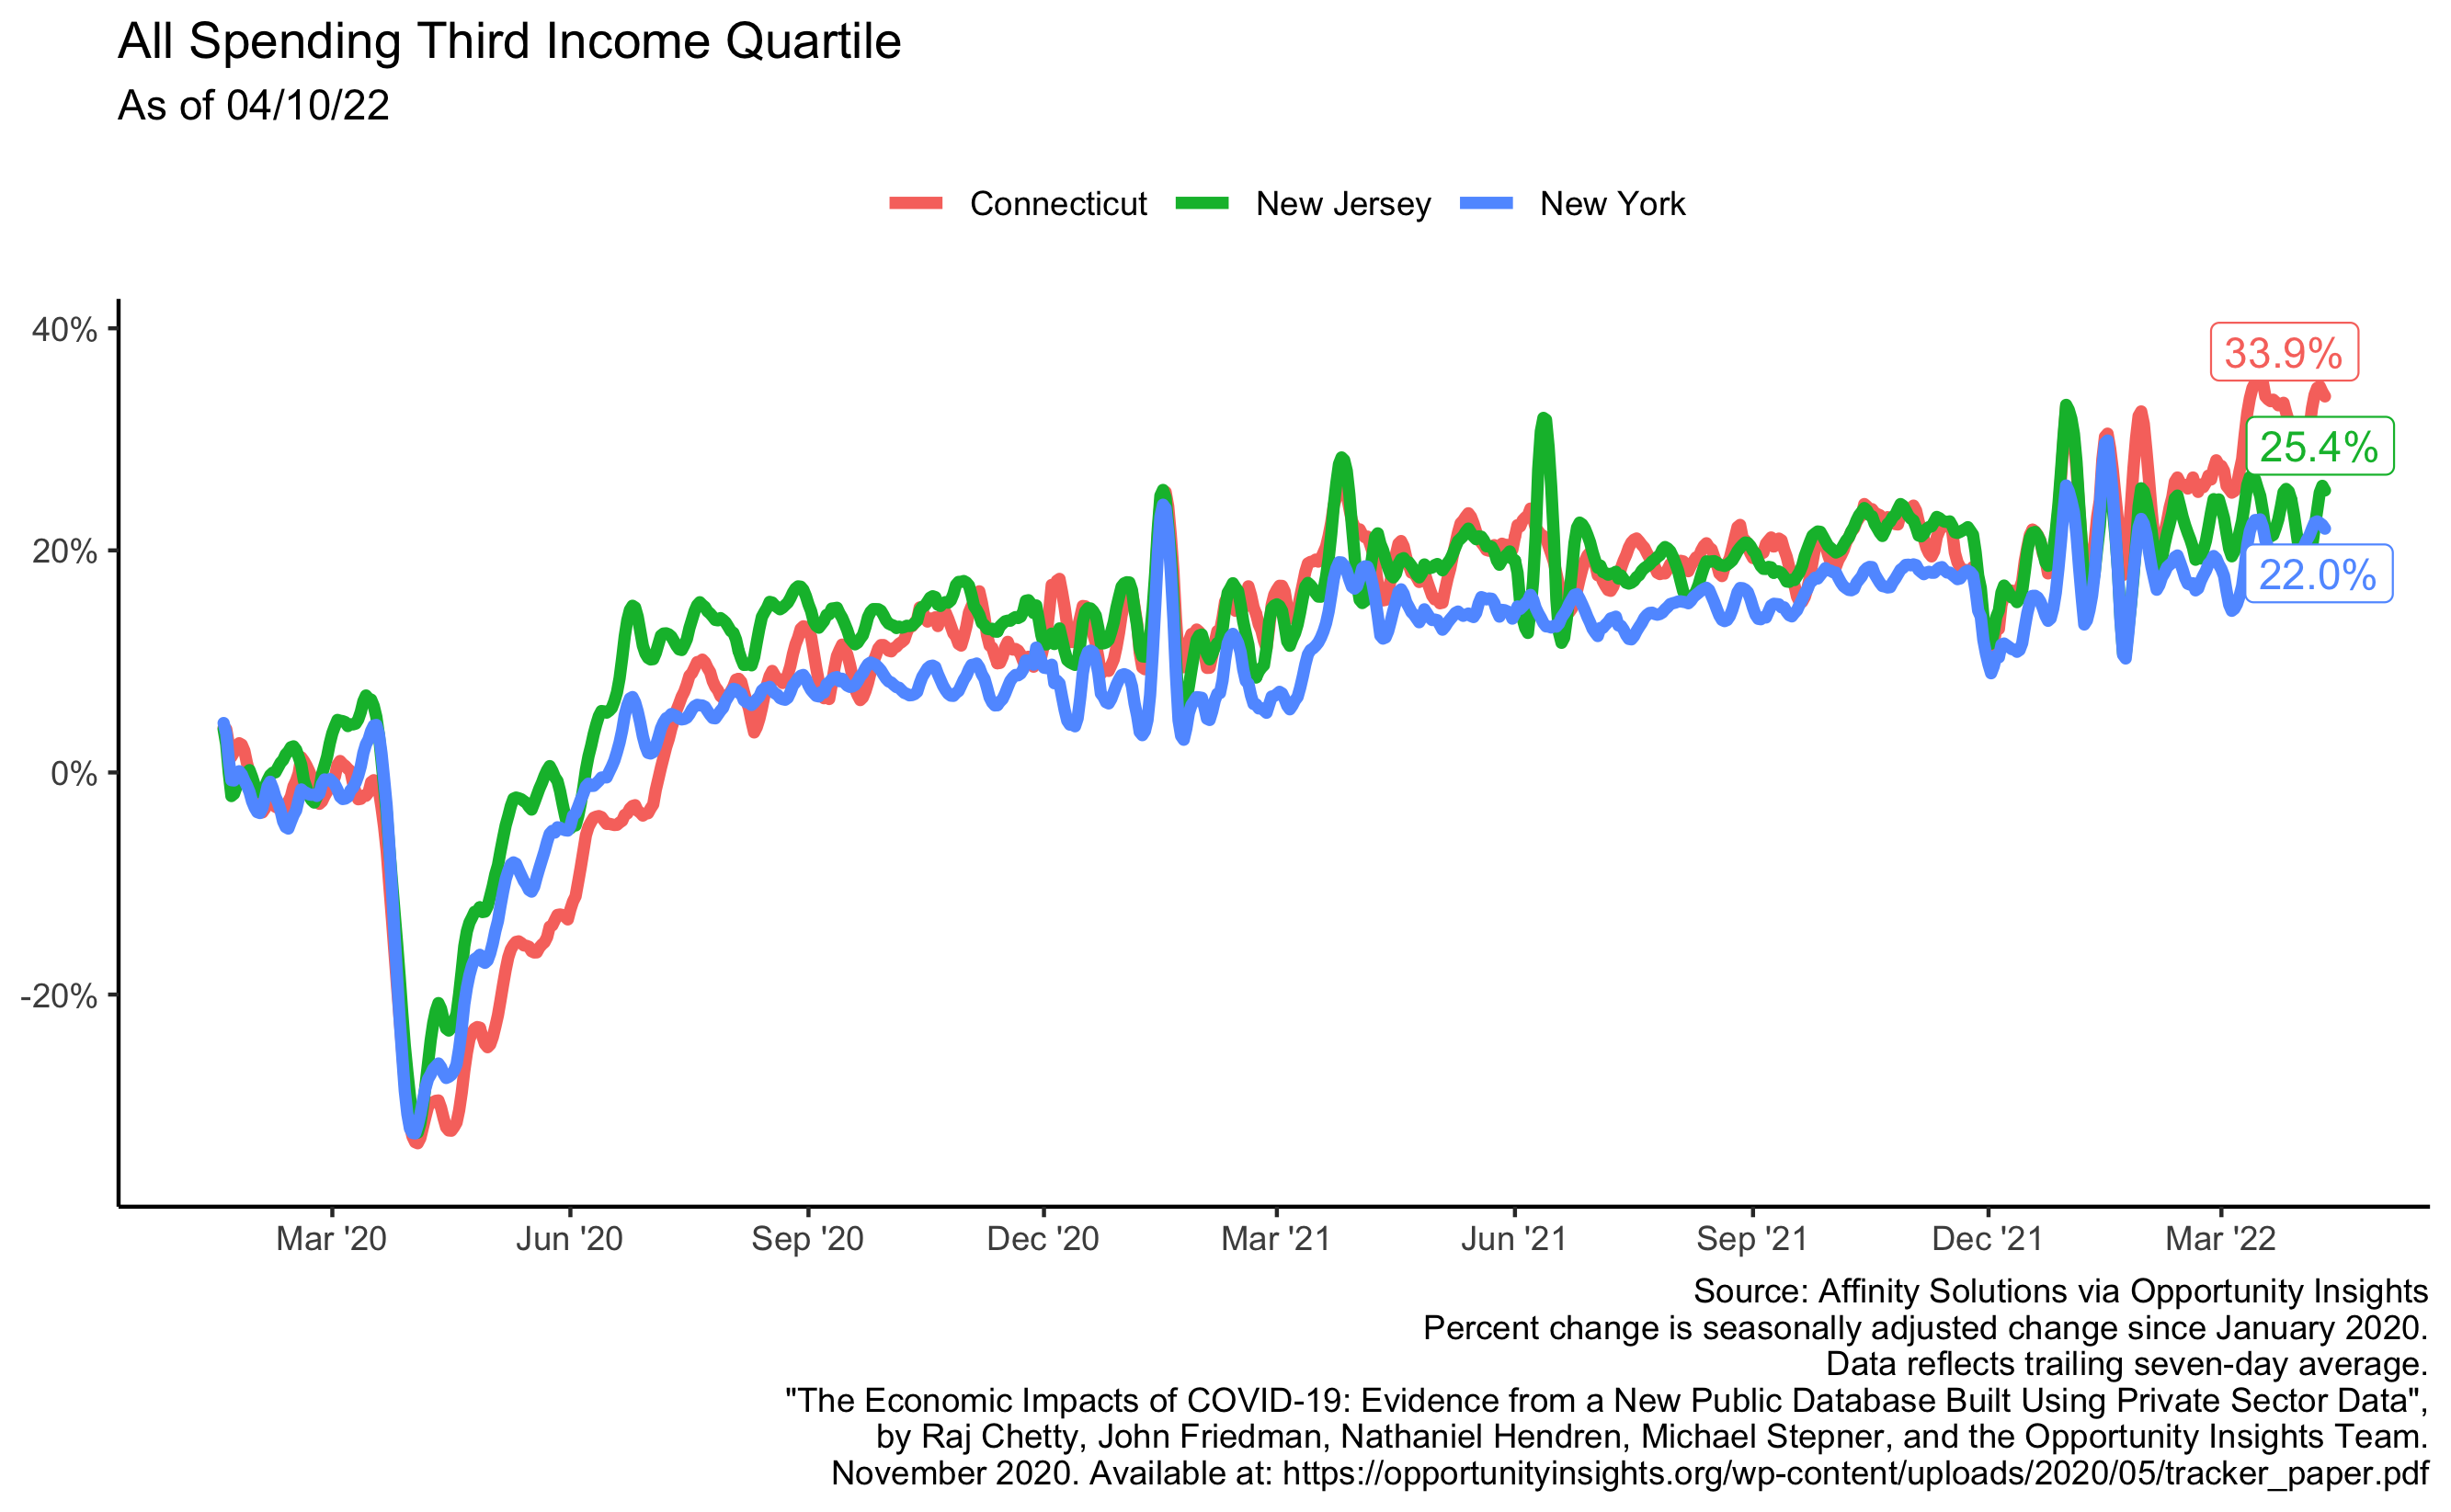 All Spending Third Income Quartile
As of 04/10/22
Connecticut New Jersey New York
40%
20%
0%
-20%
33.9%
25.4%
22.0%
Mar '20 Jun '20 Sep '20 Dec '20 Mar '21 Jun '21 Sep '21 Dec '21 Mar '22
Source: Affinity Solutions via Opportunity Insights
Percent change is seasonally adjusted change since January 2020.
Data reflects trailing seven-day average.
"The Economic Impacts of COVID-19: Evidence from a New Public Database Built Using Private Sector Data",
by Raj Chetty, John Friedman, Nathaniel Hendren, Michael Stepner, and the Opportunity Insights Team.
November 2020. Available at: https://opportunityinsights.org/wp-content/uploads/2020/05/tracker_paper.pdf